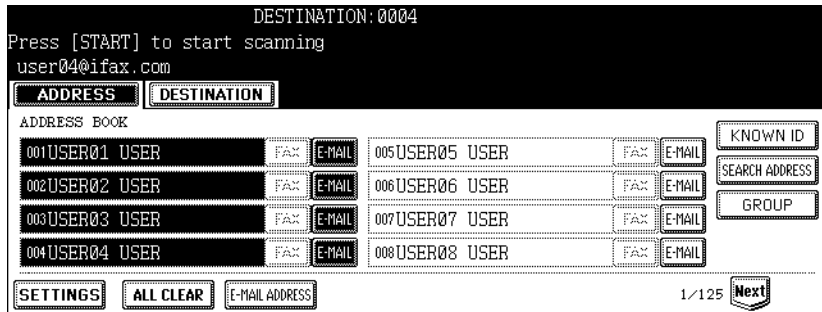 DESTINATION:0004
Press [START] to start scanning
user04@ifax.com
ADDRESS DESTINATION
ADDRESS BOOK
KNOWN ID
001USER01 USER FAX E-MAIL 005USER05 USER FAX E-MAIL
SEARCH ADDRESS
002USER02 USER FAX E-MAIL 006USER06 USER FAX E-MAIL
GROUP
003USER03 USER FAX E-MAIL 007USER07 USER FAX E-MAIL
004USER04 USER FAX E-MAIL 008USER08 USER FAX E-MAIL
SETTINGS ALL CLEAR E-MAIL ADDRESS 1/125 Next